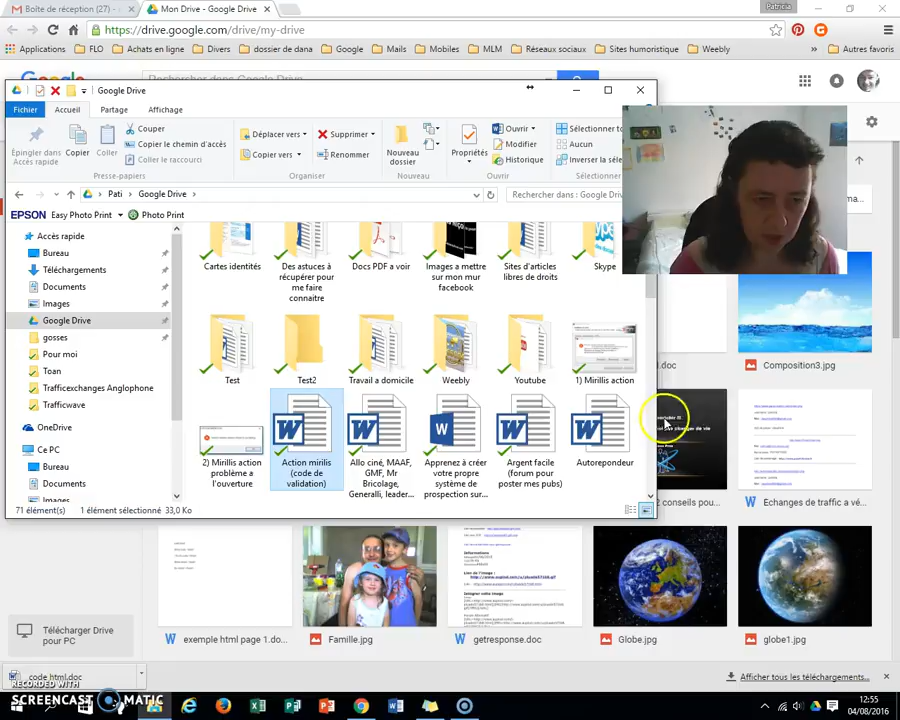 Boîte de réception (27) -
Mon Drive - Google Drive
Patricia
https://drive.google.com/drive/my-drive
Applications
FLO
Achats en ligne
Divers
dossier de dana
Google
Mails
Mobiles
MLM
Réseaux sociaux
Sites humoristique
Weebly
»
Autres favoris
Google Drive
Fichier
Accueil
Partage
Affichage
Épingler dans
Accès rapide
Copier
Coller
Couper
Copier le chemin d'accès
Coller le raccourci
Déplacer vers
Copier vers
Supprimer
Renommer
Nouveau
dossier
Propriétés
Ouvrir
Modifier
Historique
Sélectionner to
Aucun
Inverser la sé
Presse-papiers
Organiser
Nouveau
Ouvrir
Pati
Google Drive
Rechercher dans : Google
EPSON
Easy Photo Print
Photo Print
Accès rapide
Bureau
Téléchargements
Documents
Images
Google Drive
gosses
Pour moi
Toan
Trafficexchanges Anglophone
Trafficwave
OneDrive
Ce PC
Bureau
Documents
Images
Cartes identités
Des astuces à
récupérer pour
me faire
connaitre
Docs PDF a voir
Images a mettre
sur mon mur
facebook
Sites d'articles
libres de droits
Skype
Test
Test2
Travail a domicile
Weebly
Youtube
1) Mirillis action
2) Mirillis action
problème a
l'ouverture
Action mirilis
(code de
validation)
Allo ciné, MAAF,
GMF, Mr
Bricolage,
Generalli, leader...
Apprenez à créer
votre propre
système de
prospection sur...
Argent facile
(forum pour
poster mes pubs)
Autorepondeur
71 élément(s)
1 élément sélectionné 33,0 Ko
l.doc
Composition3.jpg
2 conseils pou...
Echanges de traffic a vé...
Télécharger Drive
pour PC
exemple html page 1.do...
Famille.jpg
getresponse.doc
Globe.jpg
globe1.jpg
code html.doc
Afficher tous les téléchargements...
RECORDED WITH
SCREENCAST MATIC
12:55
04/08/2016